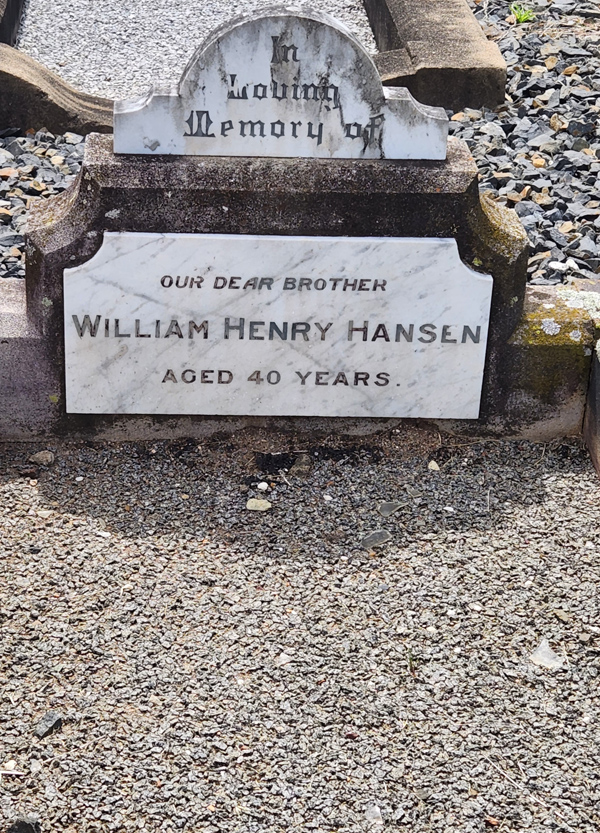 In
Loving
Memory of
OUR DEAR BROTHER
WILLIAM HENRY HANSEN
AGED 40 YEARS.